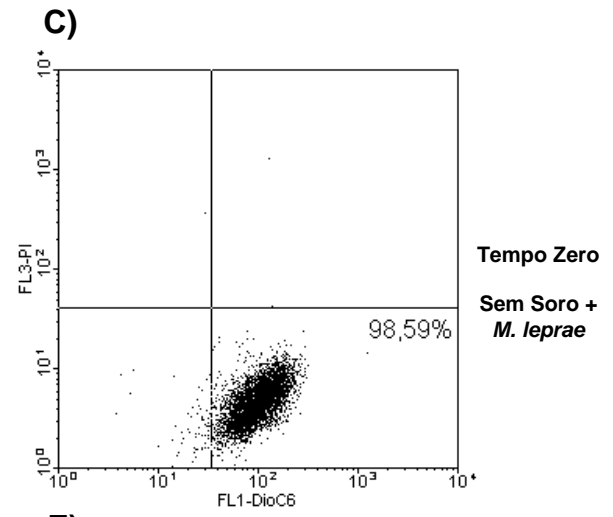 C)
10⁴
10³
10²
10¹
10⁰
FL3-PI
98,59%
10⁰ 10¹ 10² 10³ 10⁴
FL1-DioC6
Tempo Zero
Sem Soro +
M. leprae